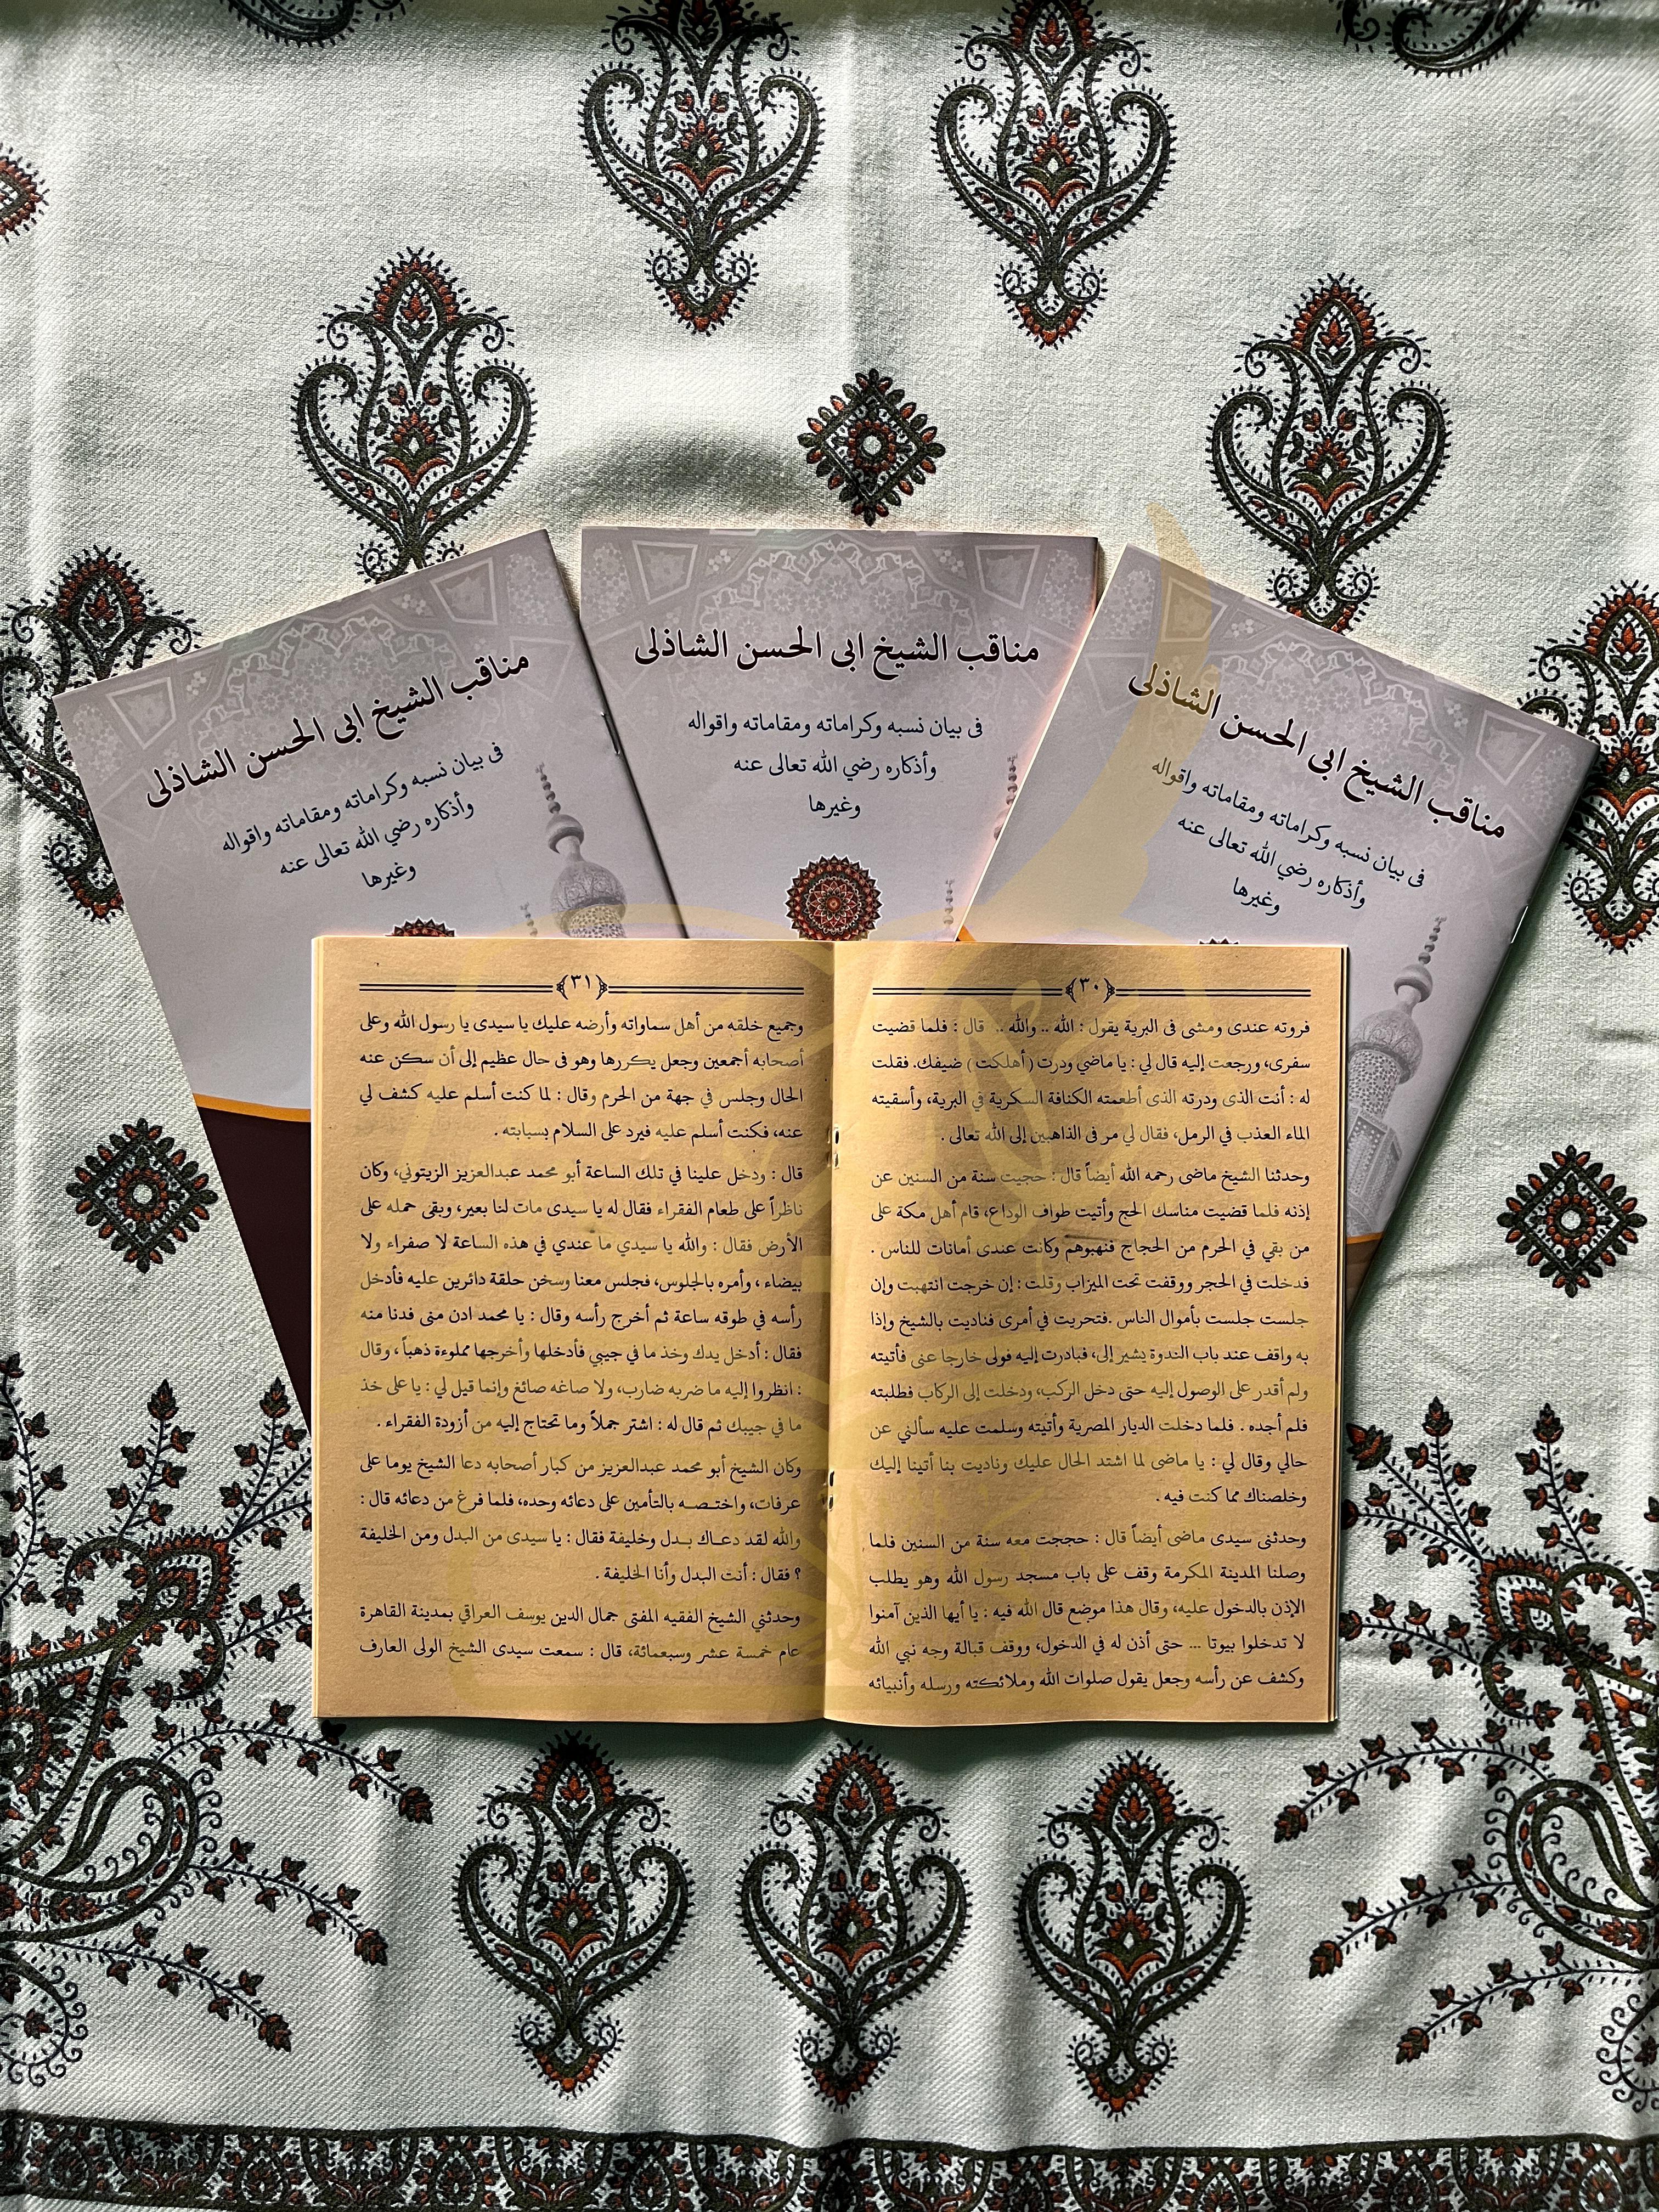 مناقب الشيخ ابى الحسن الشاذلى
فى بيان نسبه وكراماته ومقاماته واقواله
وأذكاره رضي الله تعالى عنه
وغيرها
مناقب الشيخ ابى الحسن الشاذلى
فى بيان نسبه وكراماته ومقاماته واقواله
وأذكاره رضي الله تعالى عنه
وغيرها
مناقب الشيخ ابى الحسن الشاذلى
فى بيان نسبه وكراماته ومقاماته واقواله
وأذكاره رضي الله تعالى عنه
وغيرها
٣٠
فروته عندى ومشى فى البرية يقول : الله .. والله .. قال : فلما قضيت
سفرى، ورجعت إليه قال لي : يا ماضي ودرت ( أهلكت ) ضيفك. فقلت
له : أنت الذى ودرته الذى أطعمته الكنافة السكرية في البرية، وأسقيته
الماء العذب في الرمل، فقال لي مر فى الذاهبين إلى الله تعالى .
وحدثنا الشيخ ماضى رحمه الله أيضاً قال : حجيت سنة من السنين عن
إذنه فلما قضيت مناسك الحج وأتيت طواف الوداع، قام أهل مكة على
من بقي في الحرم من الحجاج فنهبوهم وكانت عندى أمانات للناس .
فدخلت في الحجر ووقفت تحت الميزاب وقلت : إن خرجت انتهبت وإن
جلست جلست بأموال الناس .فتحريت في أمرى فناديت بالشيخ وإذا
به واقف عند باب الندوة يشير إلى، فبادرت إليه فولى خارجا عنى فأتيته
ولم أقدر على الوصول إليه حتى دخل الركب، ودخلت إلى الركاب فطلبته
فلم أجده . فلما دخلت الديار المصرية وأتيته وسلمت عليه سألني عن
حالي وقال لي : يا ماضى لما اشتد الحال عليك وناديت بنا أتينا إليك
وخلصناك مما كنت فيه .
وحدثنى سيدى ماضى أيضاً قال : حججت معه سنة من السنين فلما
وصلنا المدينة المكرمة وقف على باب مسجد رسول الله وهو يطلب
الإذن بالدخول عليه، وقال هذا موضع قال الله فيه : يا أيها الذين آمنوا
لا تدخلوا بيوتا ... حتى أذن له في الدخول، ووقف قبالة وجه نبي الله
وكشف عن رأسه وجعل يقول صلوات الله وملائكته ورسله وأنبيائه
٣١
وجميع خلقه من أهل سماواته وأرضه عليك يا سيدى يا رسول الله وعلى
أصحابه أجمعين وجعل يكررها وهو فى حال عظيم إلى أن سكن عنه
الحال وجلس في جهة من الحرم وقال : لما كنت أسلم عليه كشف لي
عنه، فكنت أسلم عليه فيرد على السلام بسبابته .
قال : ودخل علينا في تلك الساعة أبو محمد عبدالعزيز الزيتوني، وكان
ناظراً على طعام الفقراء فقال له يا سيدى مات لنا بعير، وبقى حمله على
الأرض فقال : والله يا سيدي ما عندي في هذه الساعة لا صفراء ولا
بيضاء ، وأمره بالجلوس، فجلس معنا وسخن حلقة دائرين عليه فأدخل
رأسه في طوقه ساعة ثم أخرج رأسه وقال : يا محمد ادن منى فدنا منه
فقال : أدخل يدك وخذ ما في جيبي فأدخلها وأخرجها مملوءة ذهباً ، وقال
: انظروا إليه ما ضربه ضارب، ولا صاغه صائغ وإنما قيل لي : يا على خذ
ما في جيبك ثم قال له : اشتر جملاً وما تحتاج إليه من أزودة الفقراء .
وكان الشيخ أبو محمد عبدالعزيز من كبار أصحابه دعا الشيخ يوما على
عرفات، واختصه بالتأمين على دعائه وحده، فلما فرغ من دعائه قال :
والله لقد دعاك بدل وخليفة فقال : يا سيدى من البدل ومن الخليفة
؟ فقال : أنت البدل وأنا الخليفة .
وحدثني الشيخ الفقيه المفتى جمال الدين يوسف العراقي بمدينة القاهرة
عام خمسة عشر وسبعمائة، قال : سمعت سيدى الشيخ الولى العارف